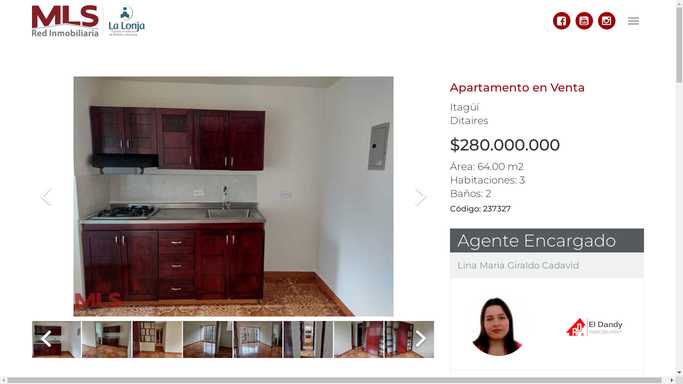 MLS
Red Inmobiliaria
La Lonja
Apartamento en Venta
Itagüí
Ditaires
$280.000.000
Área: 64.00 m2
Habitaciones: 3
Baños: 2
Código: 237327
Agente Encargado
Lina Maria Giraldo Cadavid
El Dandy
MLS